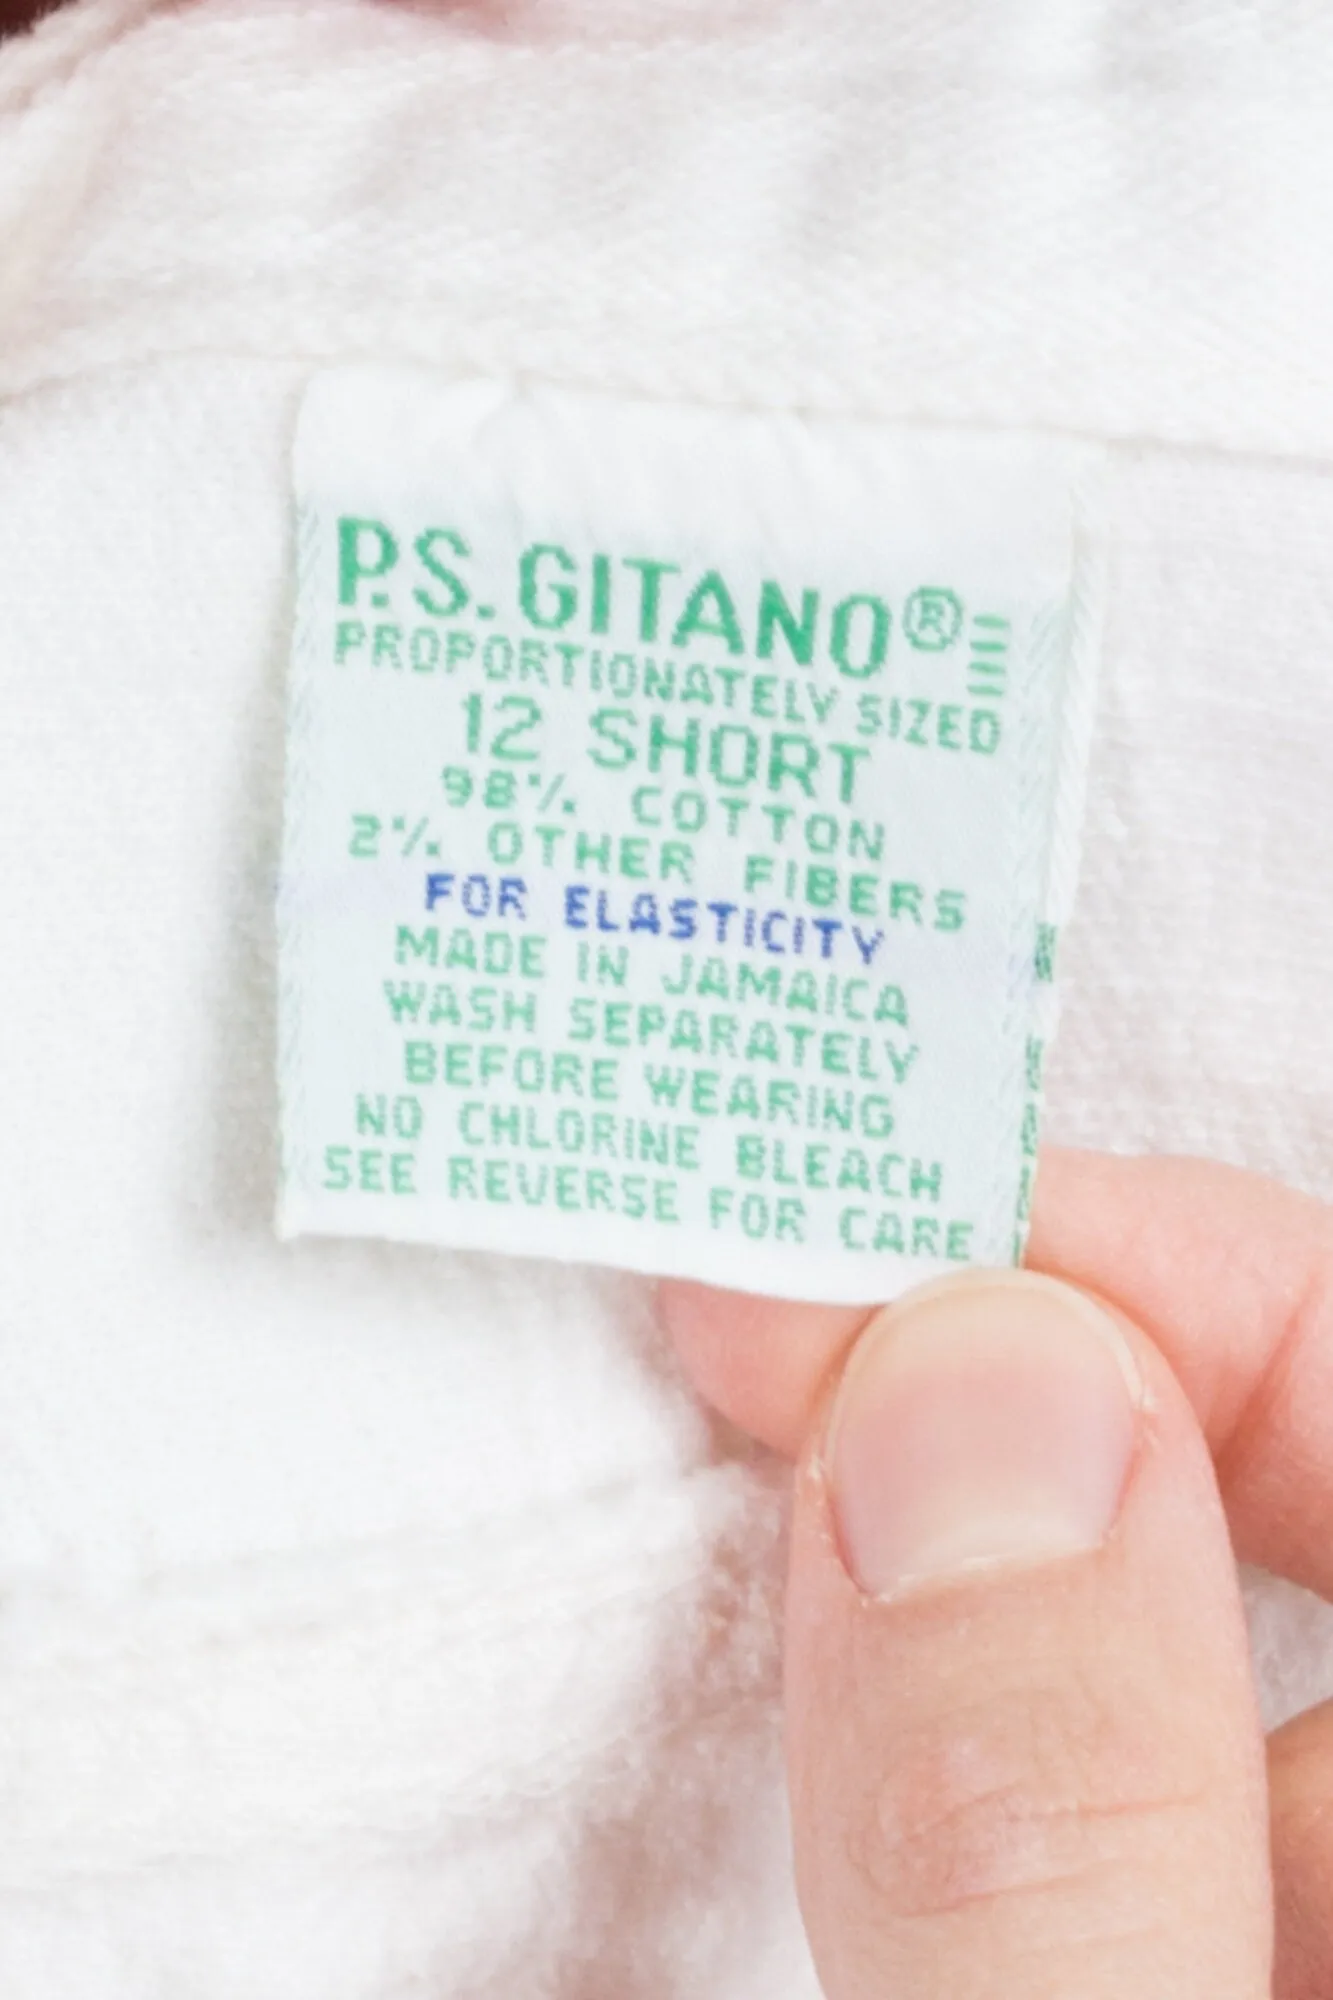 P.S. GITANO®
PROPORTIONATELY SIZED
12 SHORT
98% COTTON
2% OTHER FIBERS
FOR ELASTICITY
MADE IN JAMAICA
WASH SEPARATELY
BEFORE WEARING
NO CHLORINE BLEACH
SEE REVERSE FOR CARE